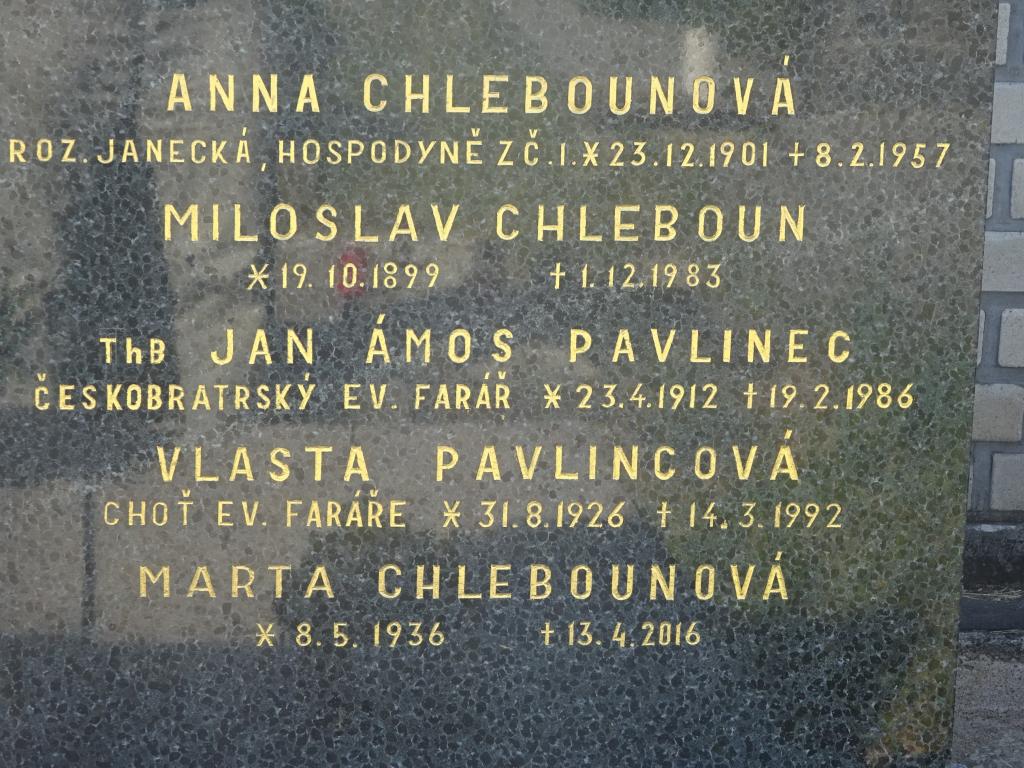 ANNA CHLEBOUNOVÁ
ROZ. JANECKÁ, HOSPODYNĚ Z Č.1. * 23.12.1901 † 8.2.1957
MILOSLAV CHLEBOUN
* 19.10.1899 † 1.12.1983
ThB JAN ÁMOS PAVLINEC
ČESKOBRATRSKÝ EV. FARÁŘ * 23.4.1912 † 19.2.1986
VLASTA PAVLINCOVÁ
CHOŤ EV. FARÁŘE * 31.8.1926 † 14.3.1992
MARTA CHLEBOUNOVÁ
* 8.5.1936 † 13.4.2016